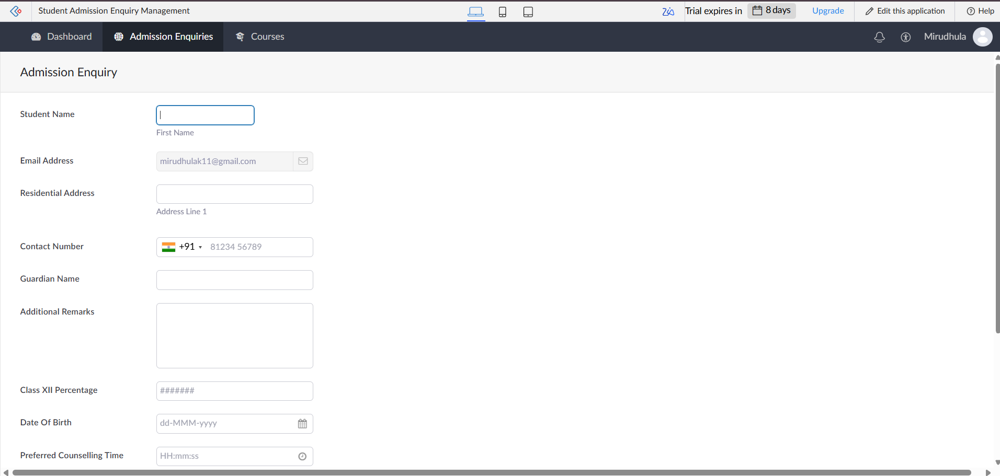 Student Admission Enquiry Management
Trial expires in 8 days Upgrade Edit this application Help
Dashboard Admission Enquiries Courses Mirudhula
Admission Enquiry
Student Name
First Name
Email Address mirudhulak11@gmail.com
Residential Address
Address Line 1
Contact Number +91 81234 56789
Guardian Name
Additional Remarks
Class XII Percentage #######
Date Of Birth dd-MMM-yyyy
Preferred Counselling Time HH:mm:ss